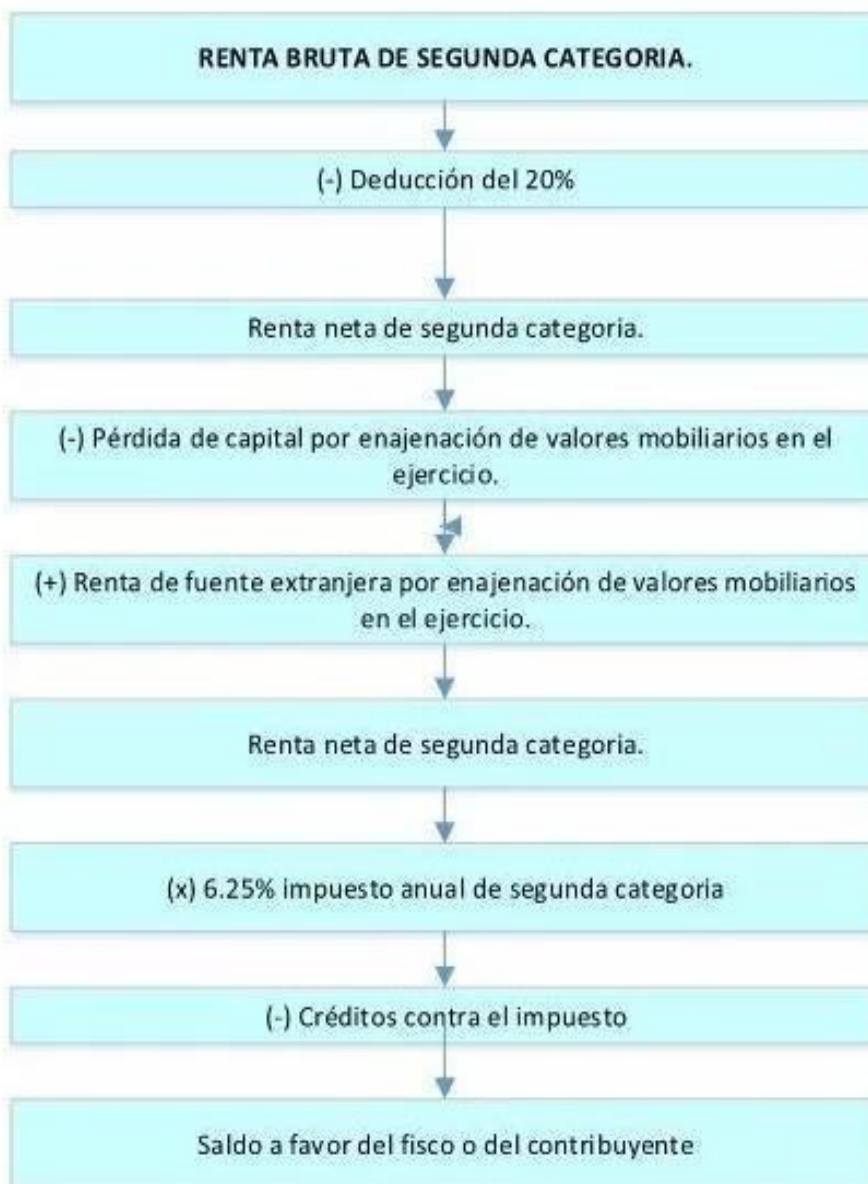 RENTA BRUTA DE SEGUNDA CATEGORIA.
(-) Deducción del 20%
Renta neta de segunda categoria.
(-) Pérdida de capital por enajenación de valores mobiliarios en el
ejercicio.
(+) Renta de fuente extranjera por enajenación de valores mobiliarios
en el ejercicio.
Renta neta de segunda categoria.
(x) 6.25% impuesto anual de segunda categoria
(-) Créditos contra el impuesto
Saldo a favor del fisco o del contribuyente